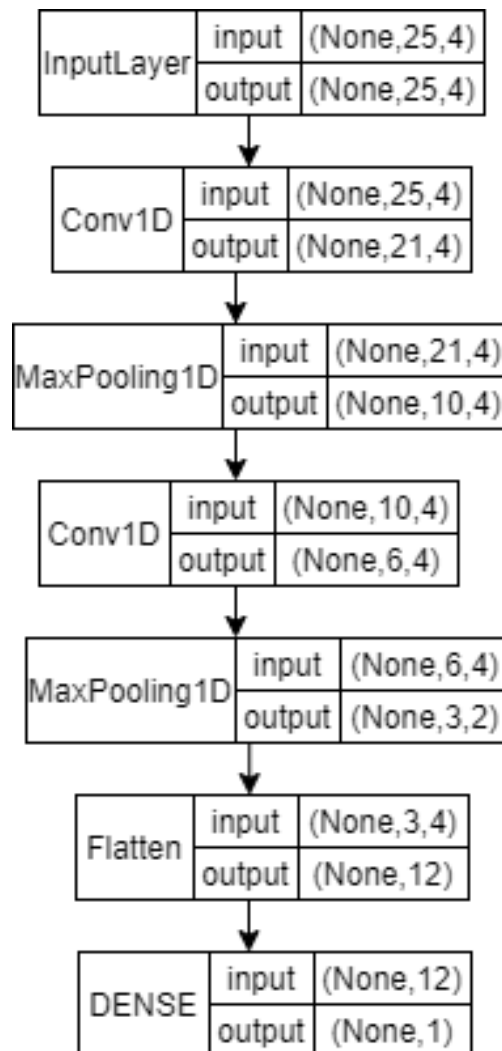 InputLayer input (None,25,4)
output (None,25,4)
Conv1D input (None,25,4)
output (None,21,4)
MaxPooling1D input (None,21,4)
output (None,10,4)
Conv1D input (None,10,4)
output (None,6,4)
MaxPooling1D input (None,6,4)
output (None,3,2)
Flatten input (None,3,4)
output (None,12)
DENSE input (None,12)
output (None,1)